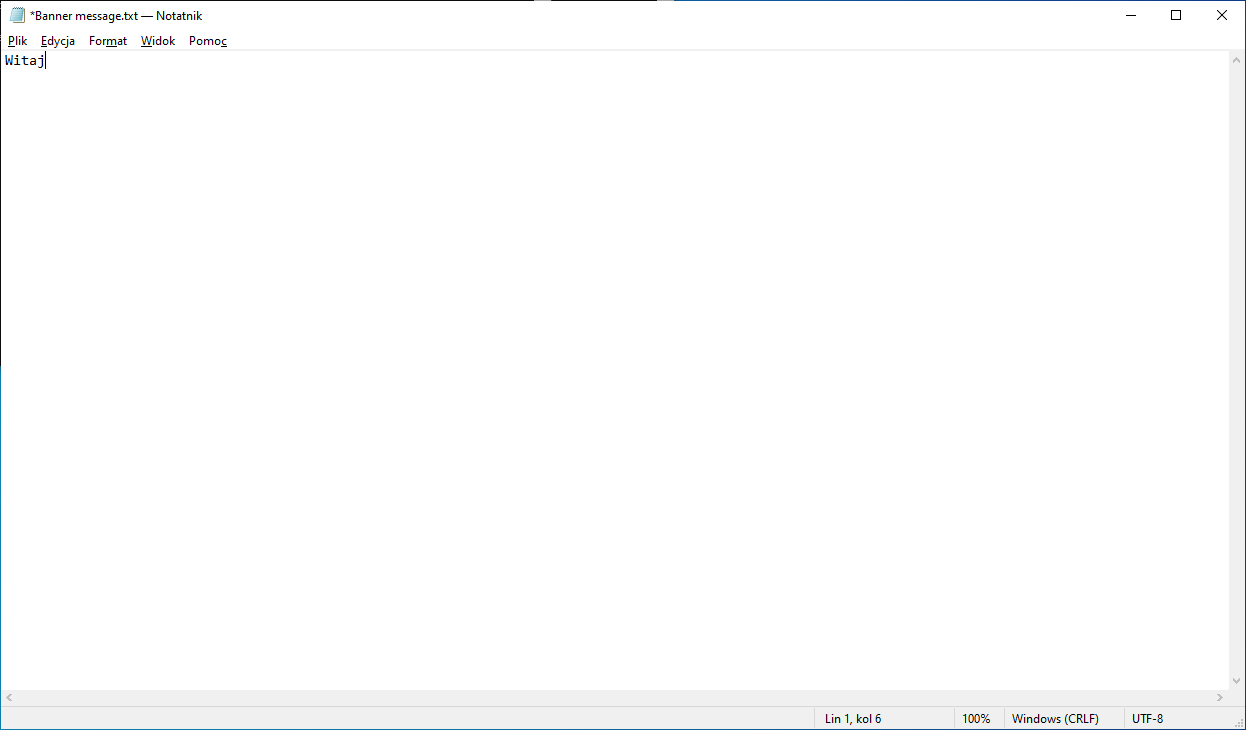 *Banner message.txt — Notatnik
Plik Edycja Format Widok Pomoc
Witaj
Lin 1, kol 6 100% Windows (CRLF) UTF-8